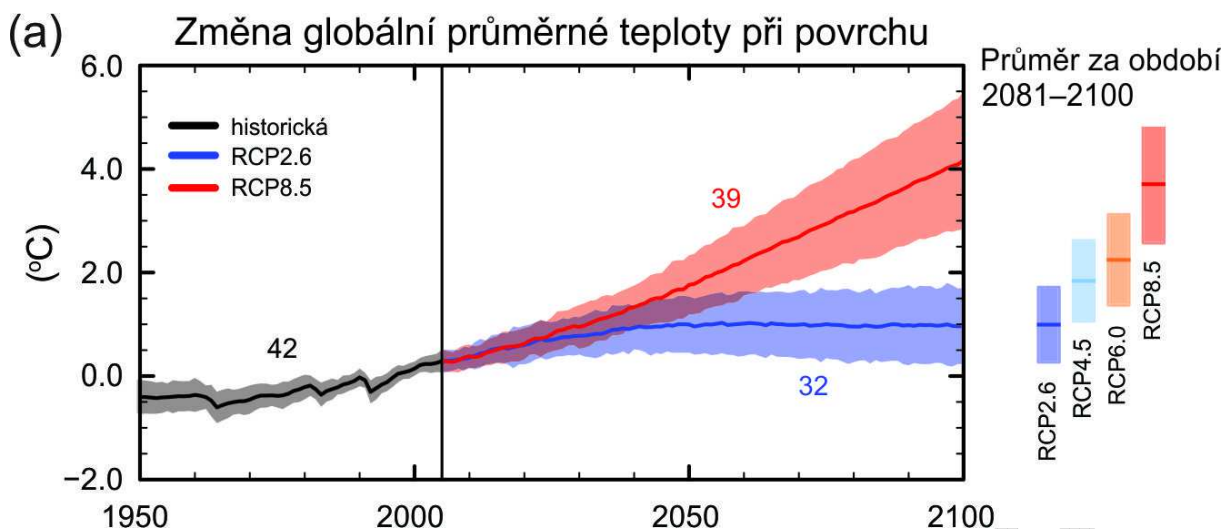 (a)
Změna globální průměrné teploty při povrchu
6.0
4.0
2.0
0.0
−2.0
(ºC)
historická
RCP2.6
RCP8.5
42
39
32
1950
2000
2050
2100
Průměr za období
2081–2100
RCP2.6
RCP4.5
RCP6.0
RCP8.5